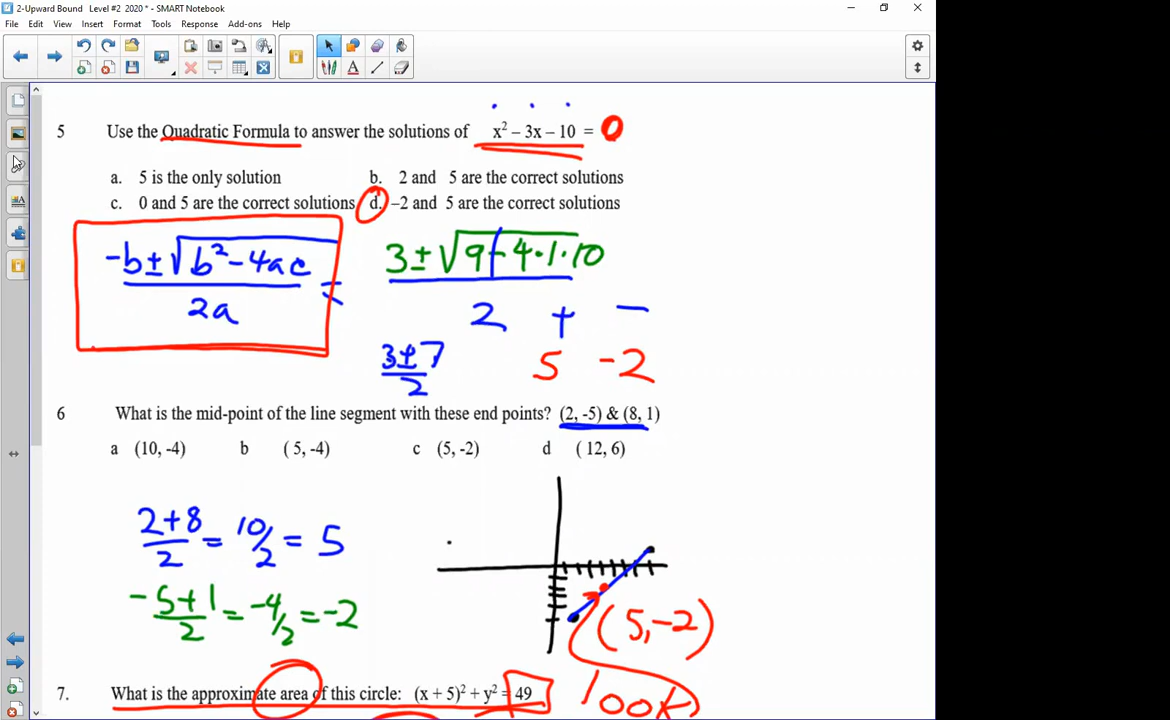 2-Upward Bound Level #2 2020 * - SMART Notebook
File Edit View Insert Format Tools Response Add-ons Help
5 Use the Quadratic Formula to answer the solutions of x² – 3x – 10 = 0
a. 5 is the only solution b. 2 and 5 are the correct solutions
c. 0 and 5 are the correct solutions d. –2 and 5 are the correct solutions
-b±√b²-4ac / 2a = 3±√9+4·1·10 / 2
+ −
3±7 / 2 5 -2
6 What is the mid-point of the line segment with these end points? (2, -5) & (8, 1)
a (10, -4) b ( 5, -4) c (5, -2) d ( 12, 6)
2+8 / 2 = 10/2 = 5
-5+1 / 2 = -4/2 = -2
(5,-2)
7. What is the approximate area of this circle: (x + 5)² + y² = 49
look